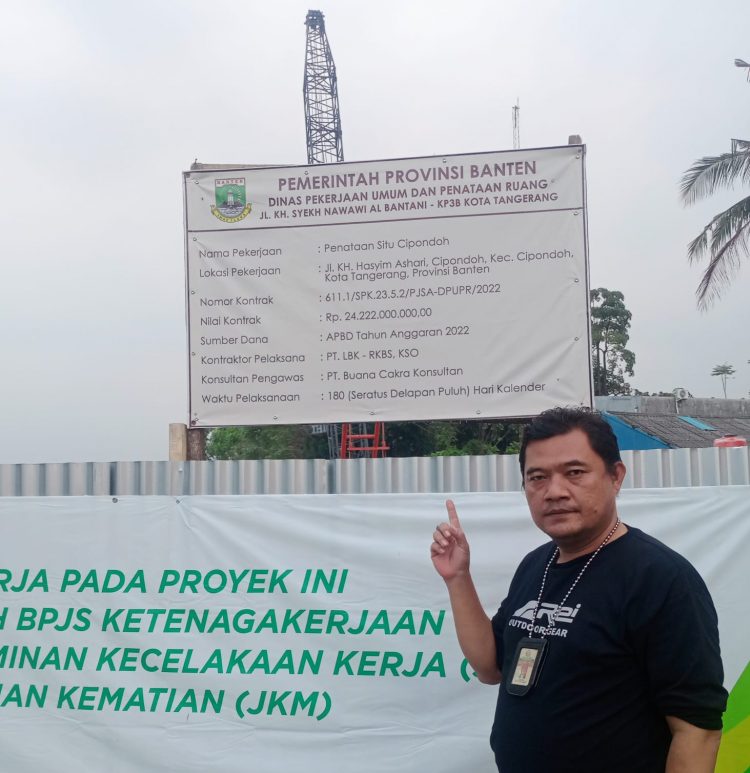 BANTEN
PEMERINTAH PROVINSI BANTEN
DINAS PEKERJAAN UMUM DAN PENATAAN RUANG
JL. KH. SYEKH NAWAWI AL BANTANI - KP3B KOTA TANGERANG
Nama Pekerjaan : Penataan Situ Cipondoh
Lokasi Pekerjaan : Jl. KH. Hasyim Ashari, Cipondoh, Kec. Cipondoh,
Kota Tangerang, Provinsi Banten
Nomor Kontrak : 611.1/SPK.23.5.2/PJSA-DPUPR/2022
Nilai Kontrak : Rp. 24.222.000.000,00
Sumber Dana : APBD Tahun Anggaran 2022
Kontraktor Pelaksana : PT. LBK - RKBS, KSO
Konsultan Pengawas : PT. Buana Cakra Konsultan
Waktu Pelaksanaan : 180 (Seratus Delapan Puluh) Hari Kalender
RJA PADA PROYEK INI
H BPJS KETENAGAKERJAAN
MINAN KECELAKAAN KERJA (
NAN KEMATIAN (JKM)
Rei
OUTDOOR GEAR